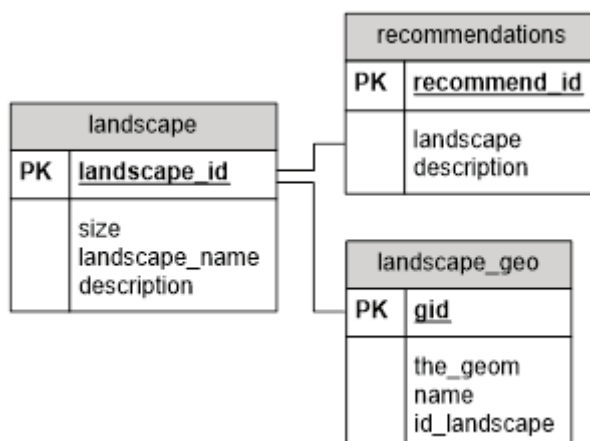 landscape
PK landscape_id
size
landscape_name
description
recommendations
PK recommend_id
landscape
description
landscape_geo
PK gid
the_geom
name
id_landscape